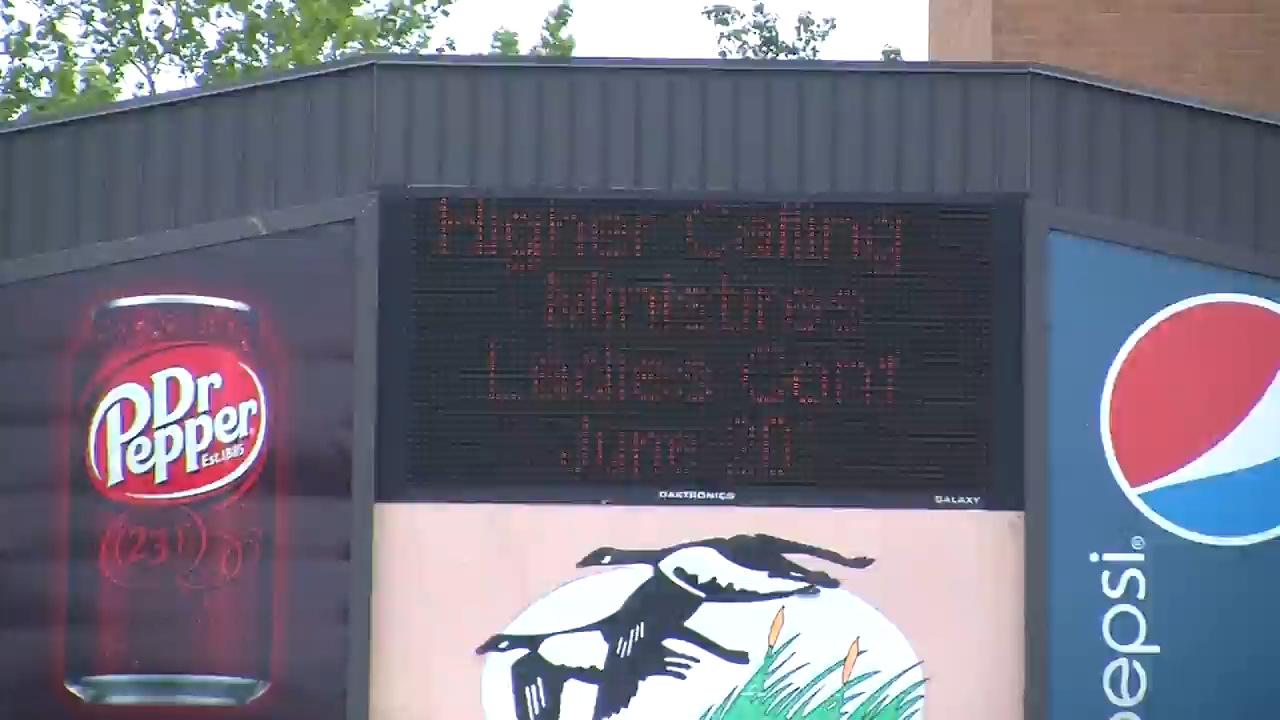 Higher Calling
Ministries
Ladies Conf
June 20
DAKTRONICS
GALAXY
Dr
Pepper
Est.1885
23
pepsi®